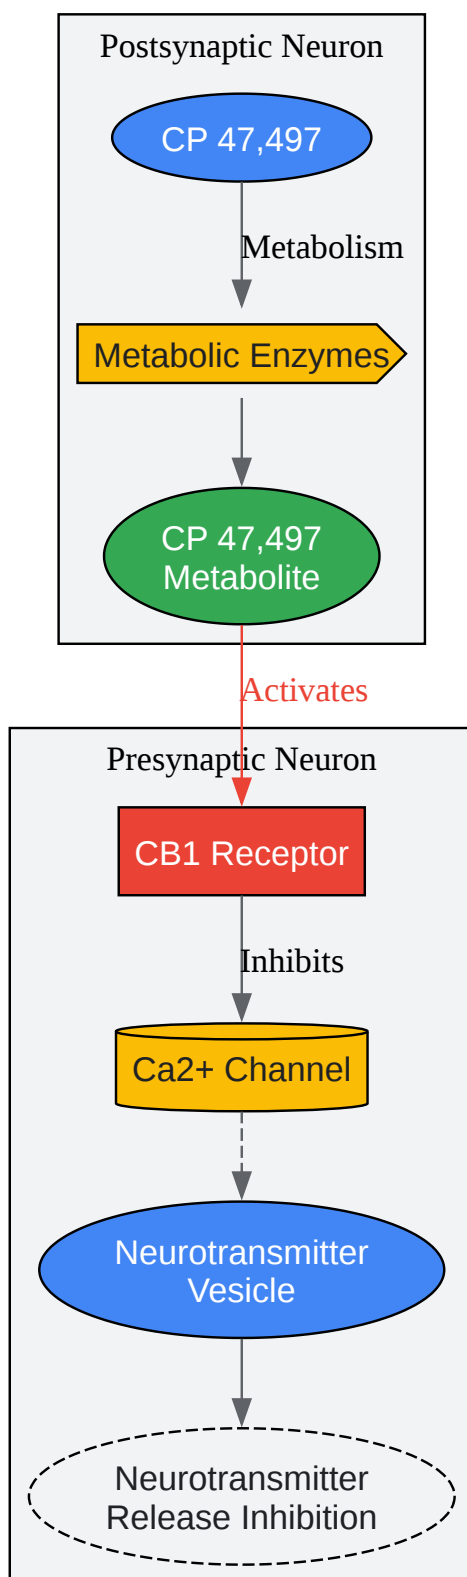 Postsynaptic Neuron
CP 47,497
Metabolism
Metabolic Enzymes
CP 47,497
Metabolite
Activates
Presynaptic Neuron
CB1 Receptor
Inhibits
Ca2+ Channel
Neurotransmitter
Vesicle
Neurotransmitter
Release Inhibition